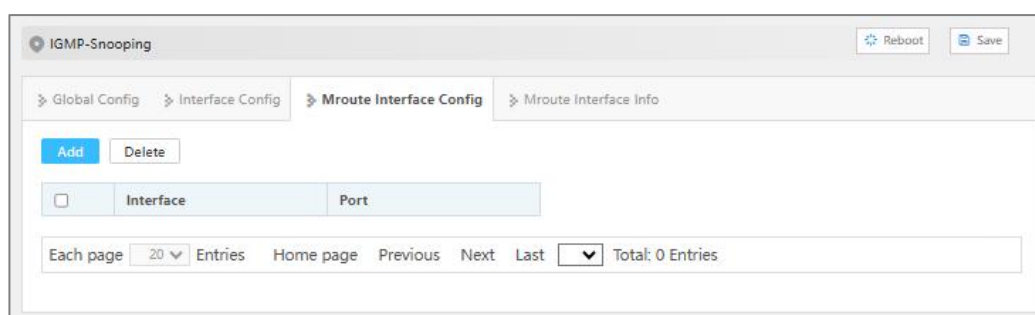 IGMP-Snooping Reboot Save
Global Config Interface Config Mroute Interface Config Mroute Interface Info
Add Delete
Interface Port
Each page 20 Entries Home page Previous Next Last Total: 0 Entries